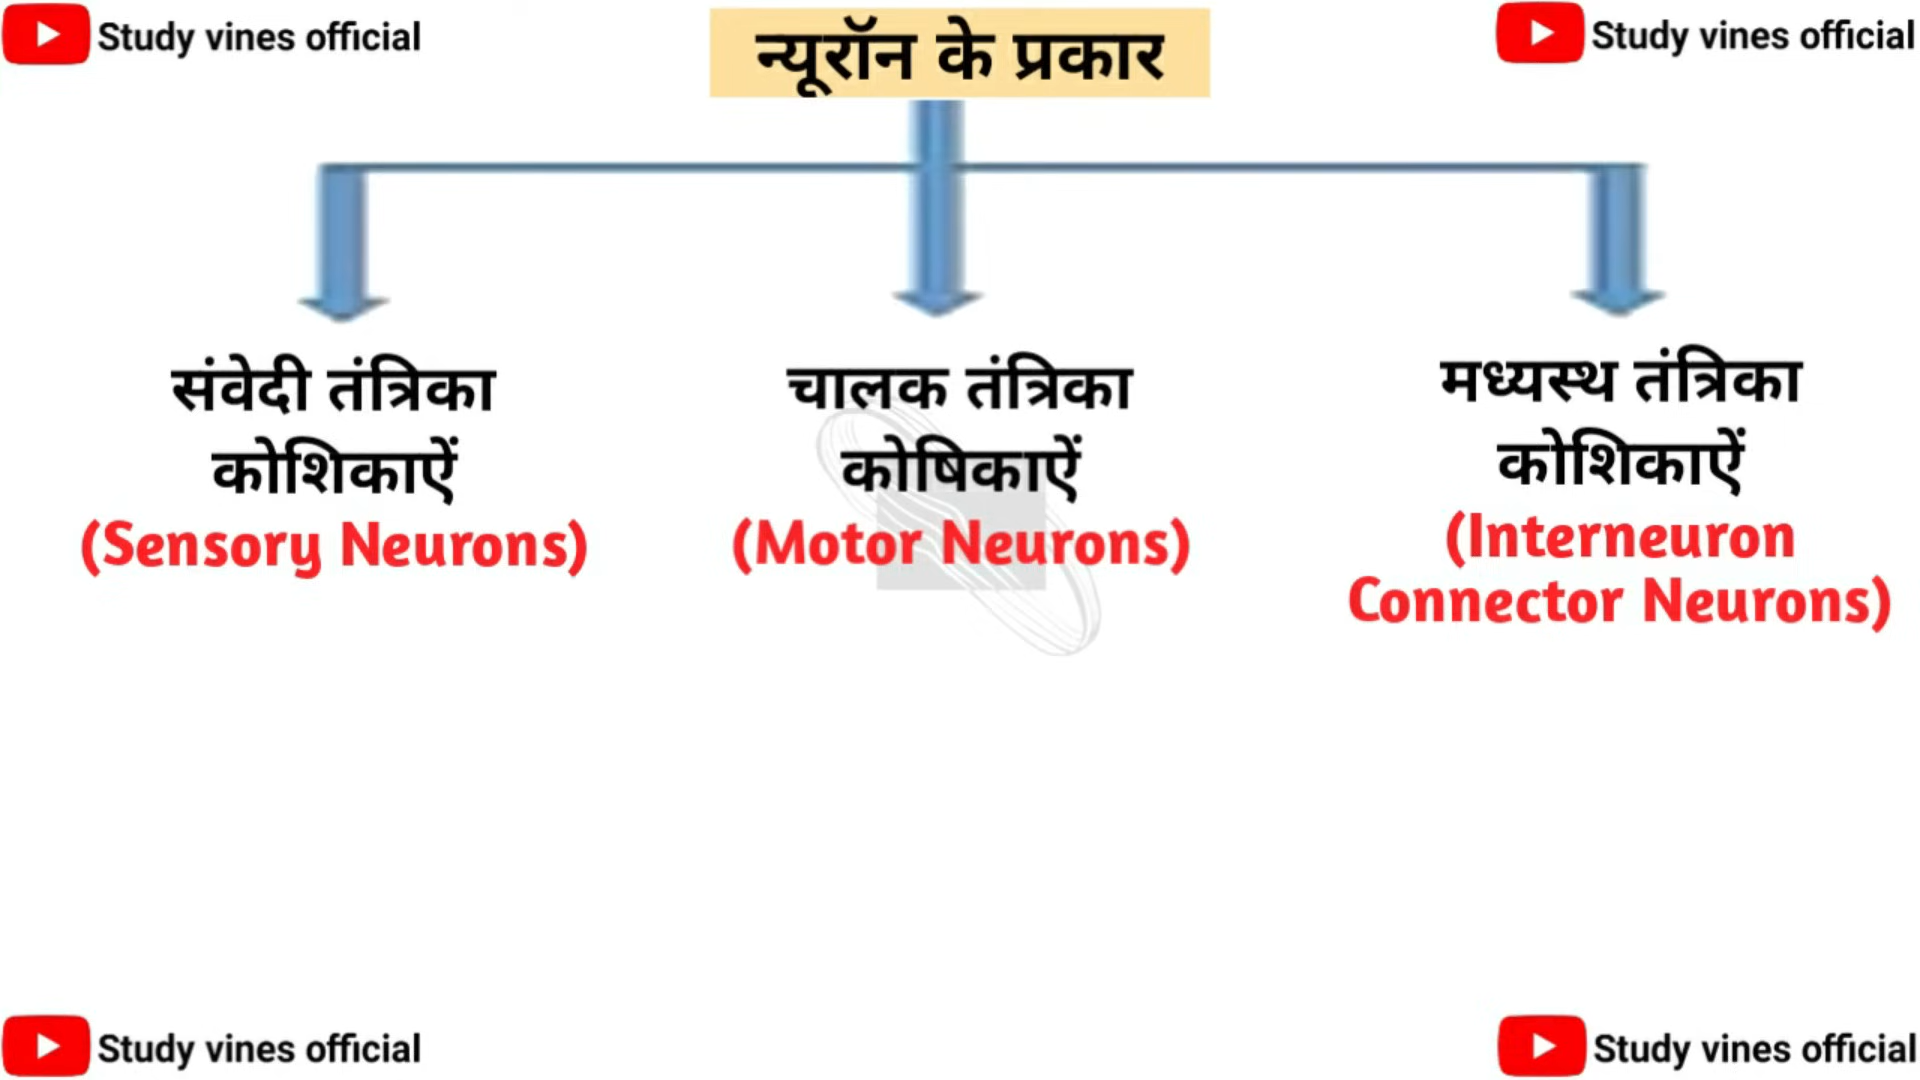 Study vines official
न्यूरॉन के प्रकार
Study vines official
संवेदी तंत्रिका
कोशिकाऐं
(Sensory Neurons)
चालक तंत्रिका
कोषिकाऐं
(Motor Neurons)
मध्यस्थ तंत्रिका
कोशिकाऐं
(Interneuron
Connector Neurons)
Study vines official
Study vines official